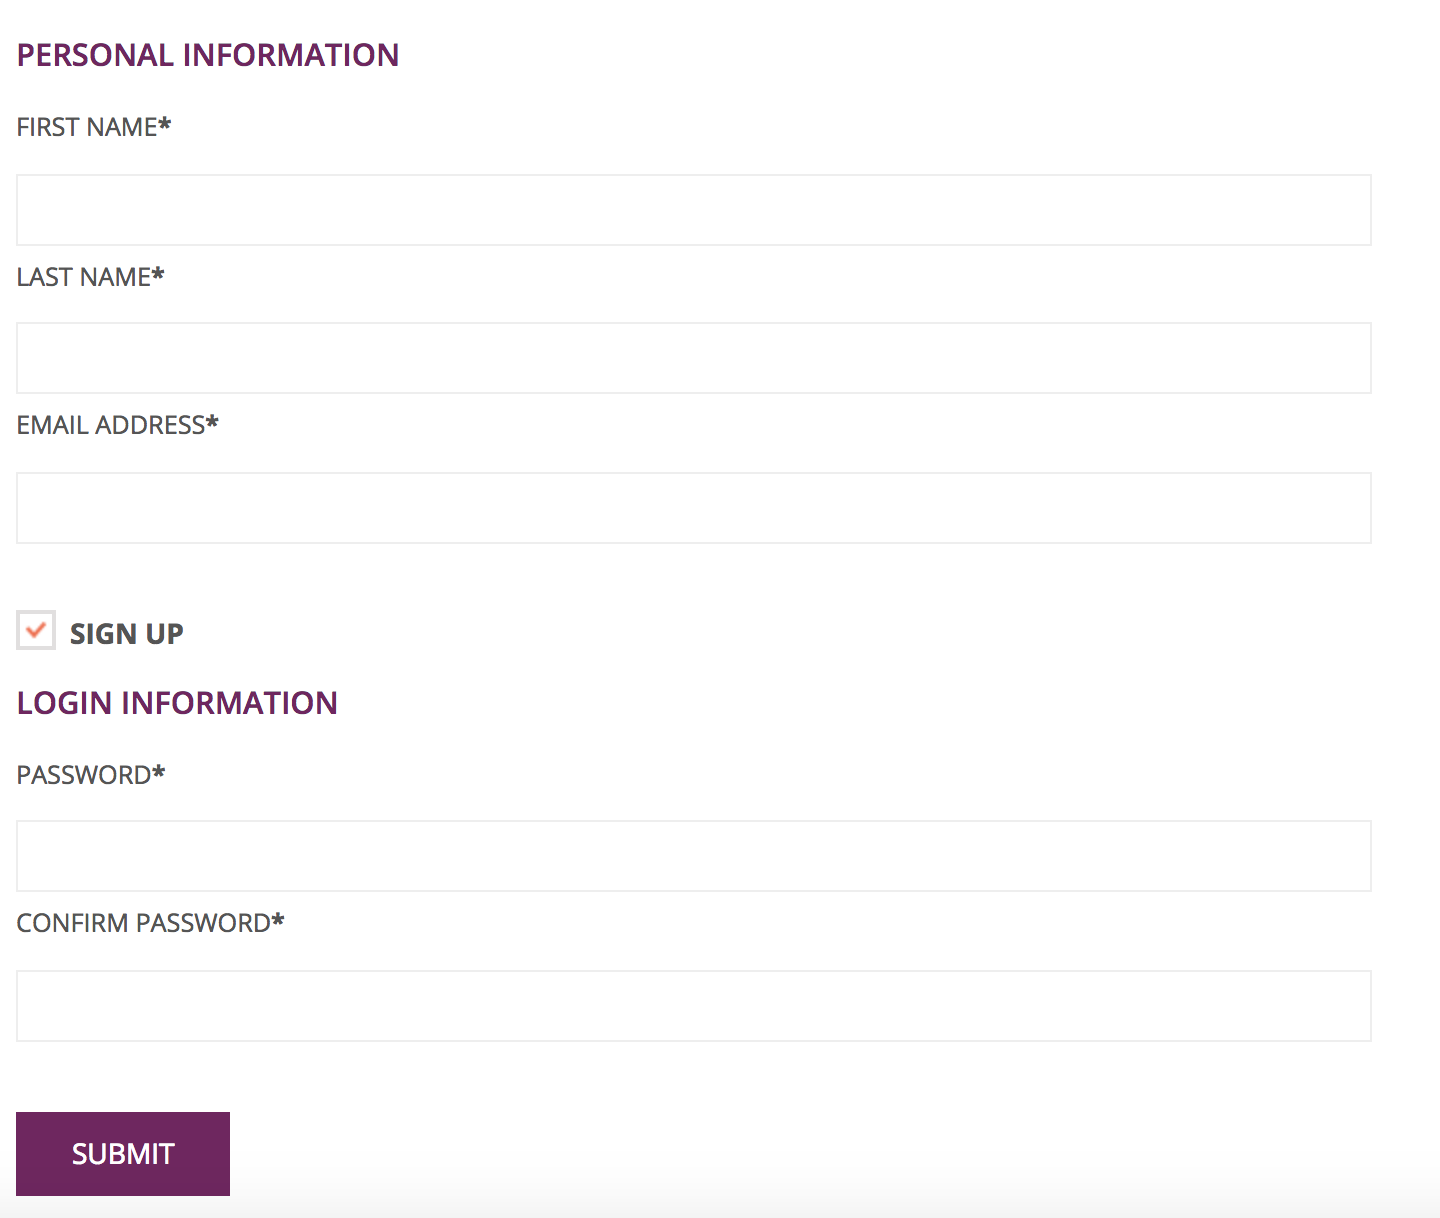 PERSONAL INFORMATION
FIRST NAME*
LAST NAME*
EMAIL ADDRESS*
SIGN UP
LOGIN INFORMATION
PASSWORD*
CONFIRM PASSWORD*
SUBMIT